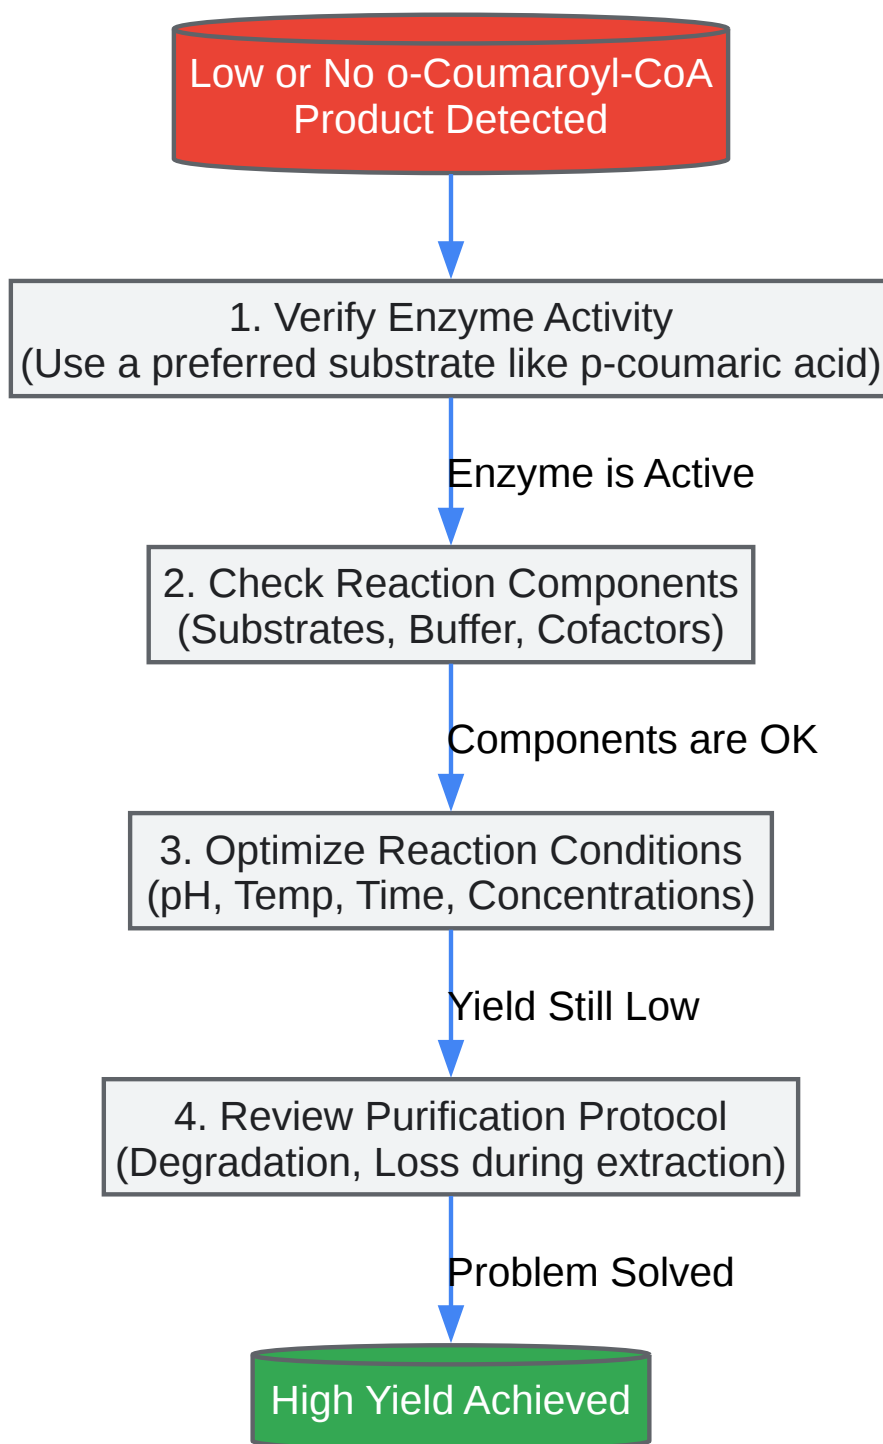 Low or No o-Coumaroyl-CoA
Product Detected
1. Verify Enzyme Activity
(Use a preferred substrate like p-coumaric acid)
Enzyme is Active
2. Check Reaction Components
(Substrates, Buffer, Cofactors)
Components are OK
3. Optimize Reaction Conditions
(pH, Temp, Time, Concentrations)
Yield Still Low
4. Review Purification Protocol
(Degradation, Loss during extraction)
Problem Solved
High Yield Achieved